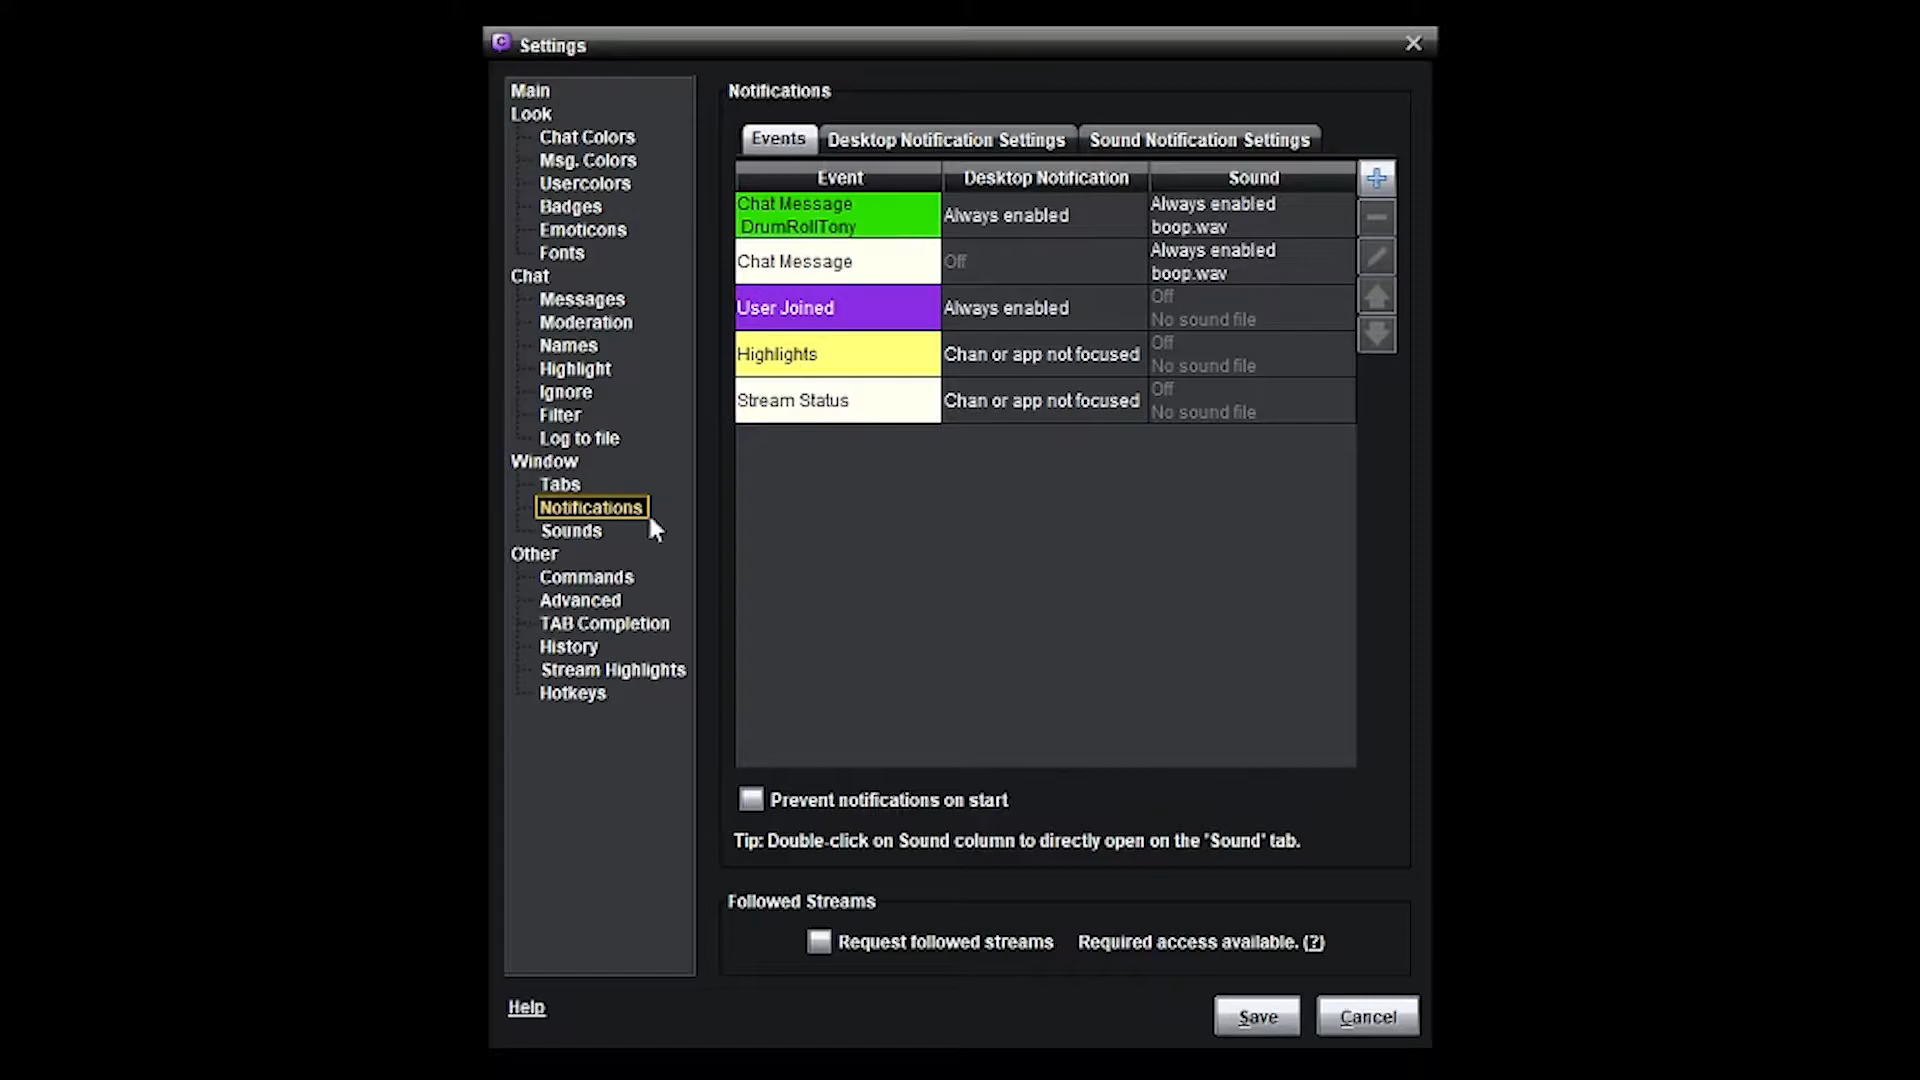 Settings
Main
Look
Chat Colors
Msg. Colors
Usercolors
Badges
Emoticons
Fonts
Chat
Messages
Moderation
Names
Highlight
Ignore
Filter
Log to file
Window
Tabs
Notifications
Sounds
Other
Commands
Advanced
TAB Completion
History
Stream Highlights
Hotkeys
Help
Notifications
Events Desktop Notification Settings Sound Notification Settings
Event Desktop Notification Sound
Chat Message
DrumRollTony
Always enabled
Always enabled
boop.wav
Chat Message
Off
Always enabled
boop.wav
User Joined
Always enabled
Off
No sound file
Highlights
Chan or app not focused
Off
No sound file
Stream Status
Chan or app not focused
Off
No sound file
Prevent notifications on start
Tip: Double-click on Sound column to directly open on the 'Sound' tab.
Followed Streams
Request followed streams Required access available. (?)
Save Cancel